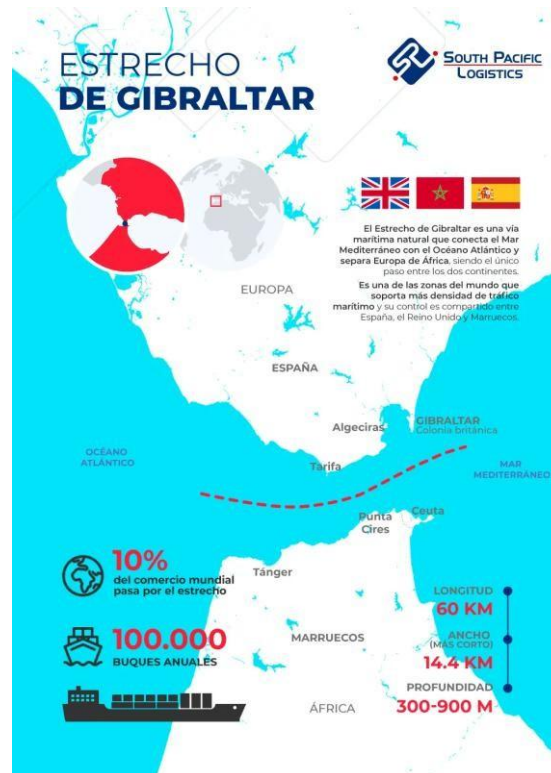 ESTRECHO
DE GIBRALTAR
SOUTH PACIFIC
LOGISTICS
El Estrecho de Gibraltar es una vía
marítima natural que conecta el Mar
Mediterráneo con el Océano Atlántico y
separa Europa de África, siendo el único
paso entre los dos continentes.
Es una de las zonas del mundo que
soporta más densidad de tráfico
marítimo y su control es compartido entre
España, el Reino Unido y Marruecos.
EUROPA
ESPAÑA
Algeciras
GIBRALTAR
Colonia británica
OCÉANO
ATLÁNTICO
Tarifa
MAR
MEDITERRÁNEO
Punta
Cires
Ceuta
Tánger
10%
del comercio mundial
pasa por el estrecho
100.000
BUQUES ANUALES
MARRUECOS
ÁFRICA
LONGITUD
60 KM
ANCHO
(MÁS CORTO)
14.4 KM
PROFUNDIDAD
300-900 M